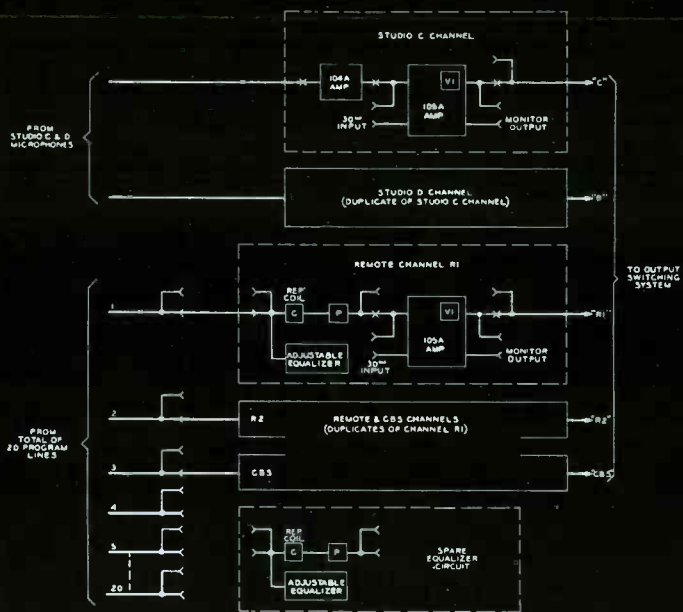 STUDIO C CHANNEL
104A
AMP
V1
105A
AMP
30
INPUT
MONITOR
OUTPUT
"C"
FROM
STUDIO C & D
MICROPHONES
STUDIO D CHANNEL
(DUPLICATE OF STUDIO C CHANNEL)
REMOTE CHANNEL R1
REP
COIL
C
P
ADJUSTABLE
EQUALIZER
V1
105A
AMP
30
INPUT
MONITOR
OUTPUT
"R1"
TO OUTPUT
SWITCHING
SYSTEM
1
FROM
TOTAL OF
20 PROGRAM
LINES
2
R2
REMOTE & CBS CHANNELS
(DUPLICATES OF CHANNEL R1)
"R2"
3
CBS
"CBS"
4
5
20
REP
COIL
C
P
ADJUSTABLE
EQUALIZER
SPARE
EQUALIZER
CIRCUIT